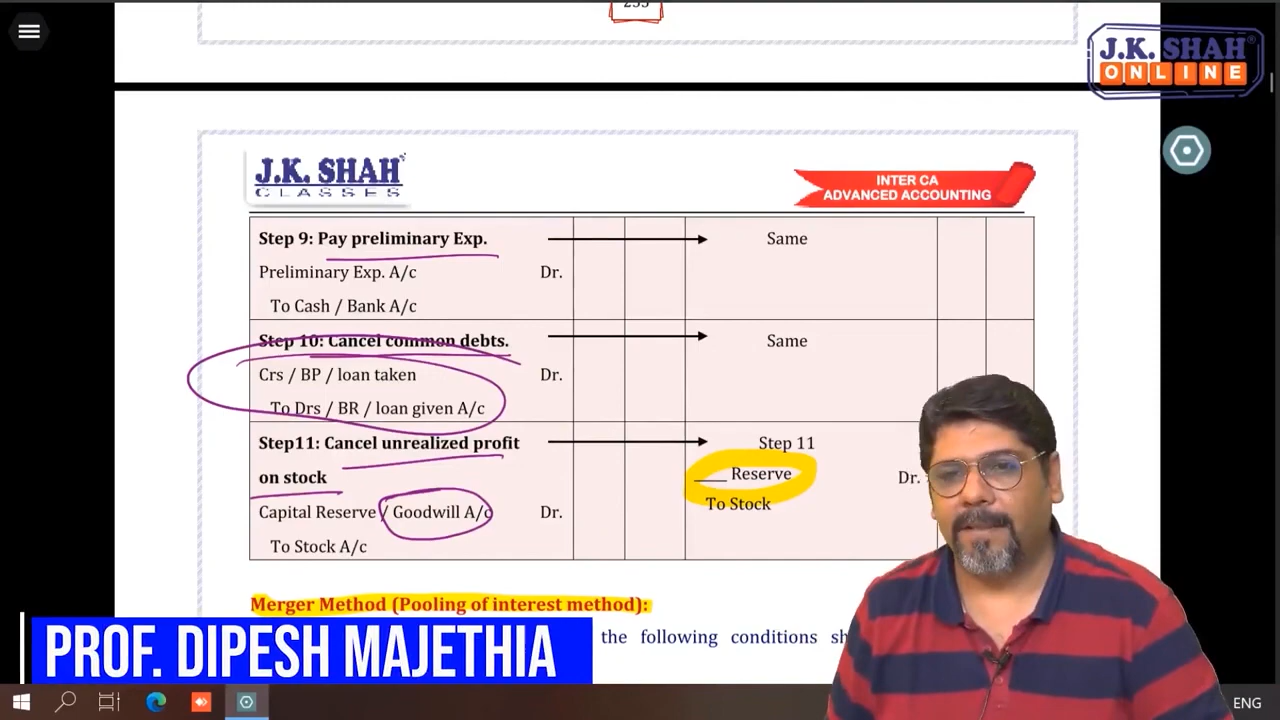 233
J.K. SHAH®
ONLINE
J.K. SHAH
CLASSES
INTER CA
ADVANCED ACCOUNTING
Step 9: Pay preliminary Exp.
Same
Preliminary Exp. A/c Dr.
To Cash / Bank A/c
Step 10: Cancel common debts.
Same
Crs / BP / loan taken Dr.
To Drs / BR / loan given A/c
Step11: Cancel unrealized profit
Step 11
on stock
___ Reserve Dr.
To Stock
Capital Reserve / Goodwill A/c Dr.
To Stock A/c
Merger Method (Pooling of interest method):
the following conditions
PROF. DIPESH MAJETHIA
ENG